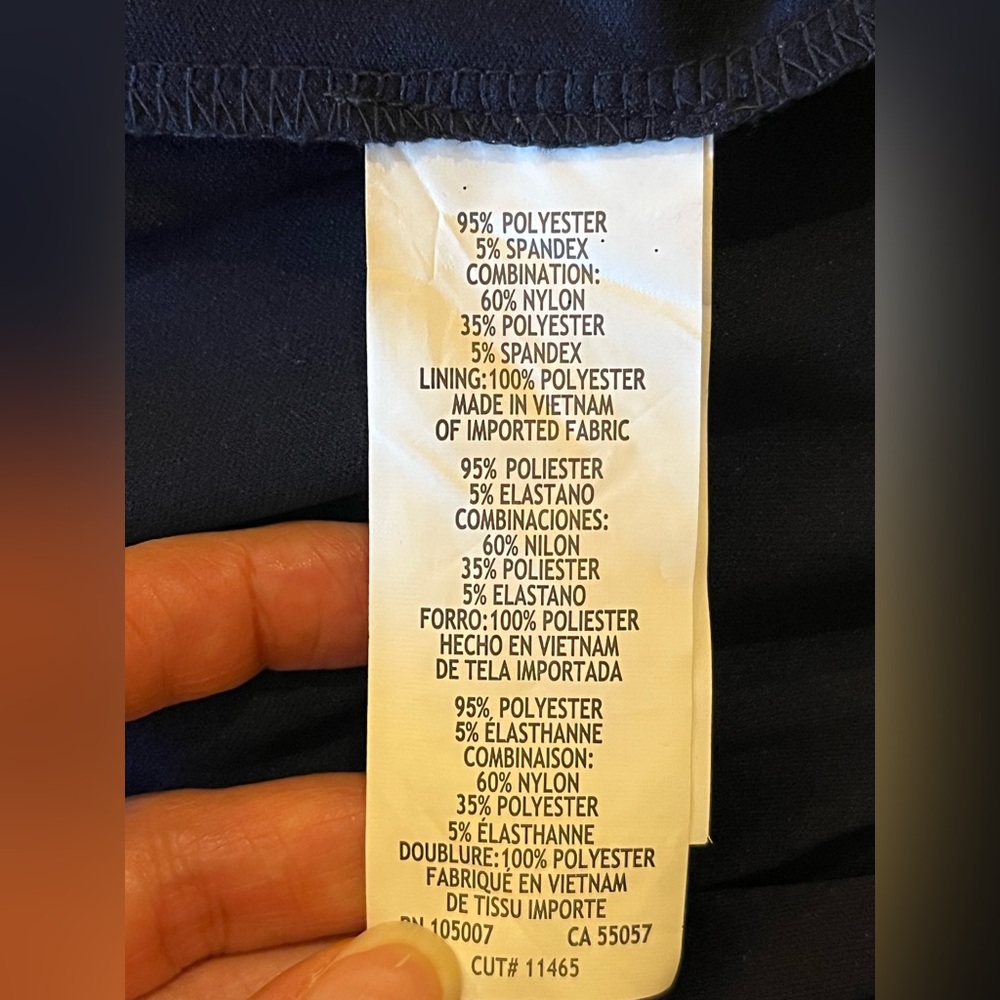 95% POLYESTER
5% SPANDEX
COMBINATION:
60% NYLON
35% POLYESTER
5% SPANDEX
LINING:100% POLYESTER
MADE IN VIETNAM
OF IMPORTED FABRIC
95% POLIESTER
5% ELASTANO
COMBINACIONES:
60% NILON
35% POLIESTER
5% ELASTANO
FORRO:100% POLIESTER
HECHO EN VIETNAM
DE TELA IMPORTADA
95% POLYESTER
5% ÉLASTHANNE
COMBINAISON:
60% NYLON
35% POLYESTER
5% ÉLASTHANNE
DOUBLURE:100% POLYESTER
FABRIQUÉ EN VIETNAM
DE TISSU IMPORTE
RN 105007 CA 55057
CUT# 11465